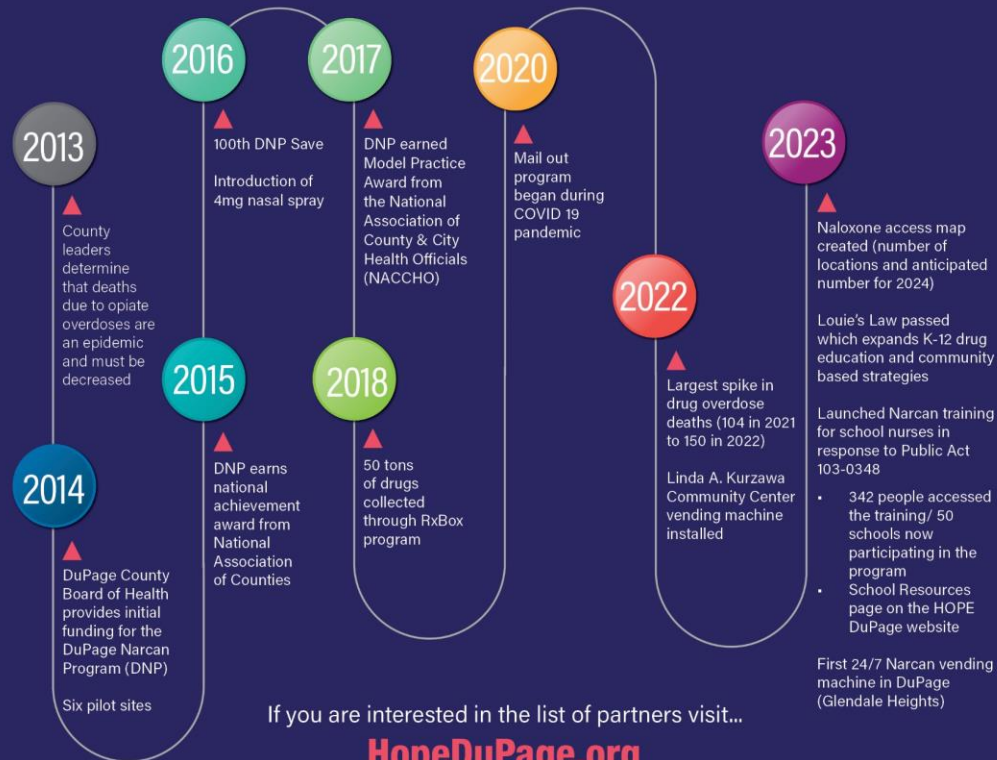 2013
County
leaders
determine
that deaths
due to opiate
overdoses are
an epidemic
and must be
decreased
2014
DuPage County
Board of Health
provides initial
funding for the
DuPage Narcan
Program (DNP)
Six pilot sites
2015
DNP earns
national
achievement
award from
National
Association
of Counties
2016
100th DNP Save
Introduction of
4mg nasal spray
2017
DNP earned
Model Practice
Award from
the National
Association of
County & City
Health Officials
(NACCHO)
2018
50 tons
of drugs
collected
through RxBox
program
2020
Mail out
program
began during
COVID 19
pandemic
2022
Largest spike in
drug overdose
deaths (104 in 2021
to 150 in 2022)
Linda A. Kurzawa
Community Center
vending machine
installed
2023
Naloxone access map
created (number of
locations and anticipated
number for 2024)
Louie's Law passed
which expands K-12 drug
education and community
based strategies
Launched Narcan training
for school nurses in
response to Public Act
103-0348
• 342 people accessed
the training/ 50
schools now
participating in the
program
• School Resources
page on the HOPE
DuPage website
First 24/7 Narcan vending
machine in DuPage
(Glendale Heights)
If you are interested in the list of partners visit...
HopeDuPage.org